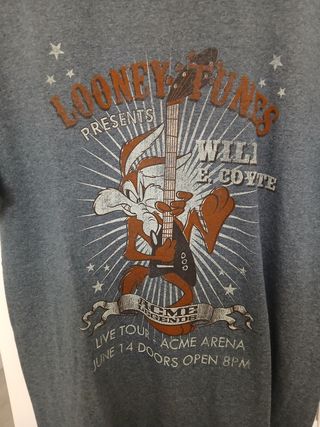 LOONEY TUNES
PRESENTS
WILE
E. COYTE
ACME
LEGENDS
LIVE TOUR - ACME ARENA
JUNE 14 DOORS OPEN 8PM